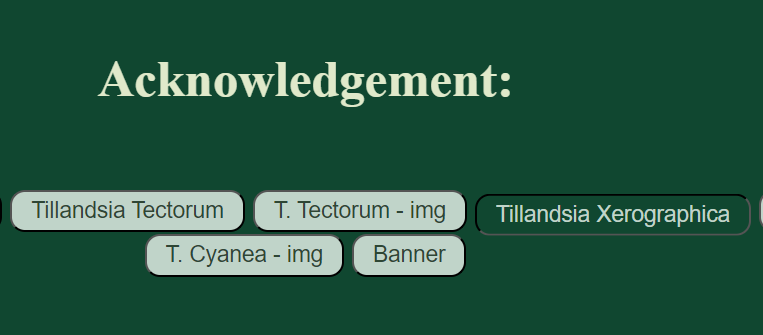 Acknowledgement:
Tillandsia Tectorum T. Tectorum - img Tillandsia Xerographica
T. Cyanea - img Banner